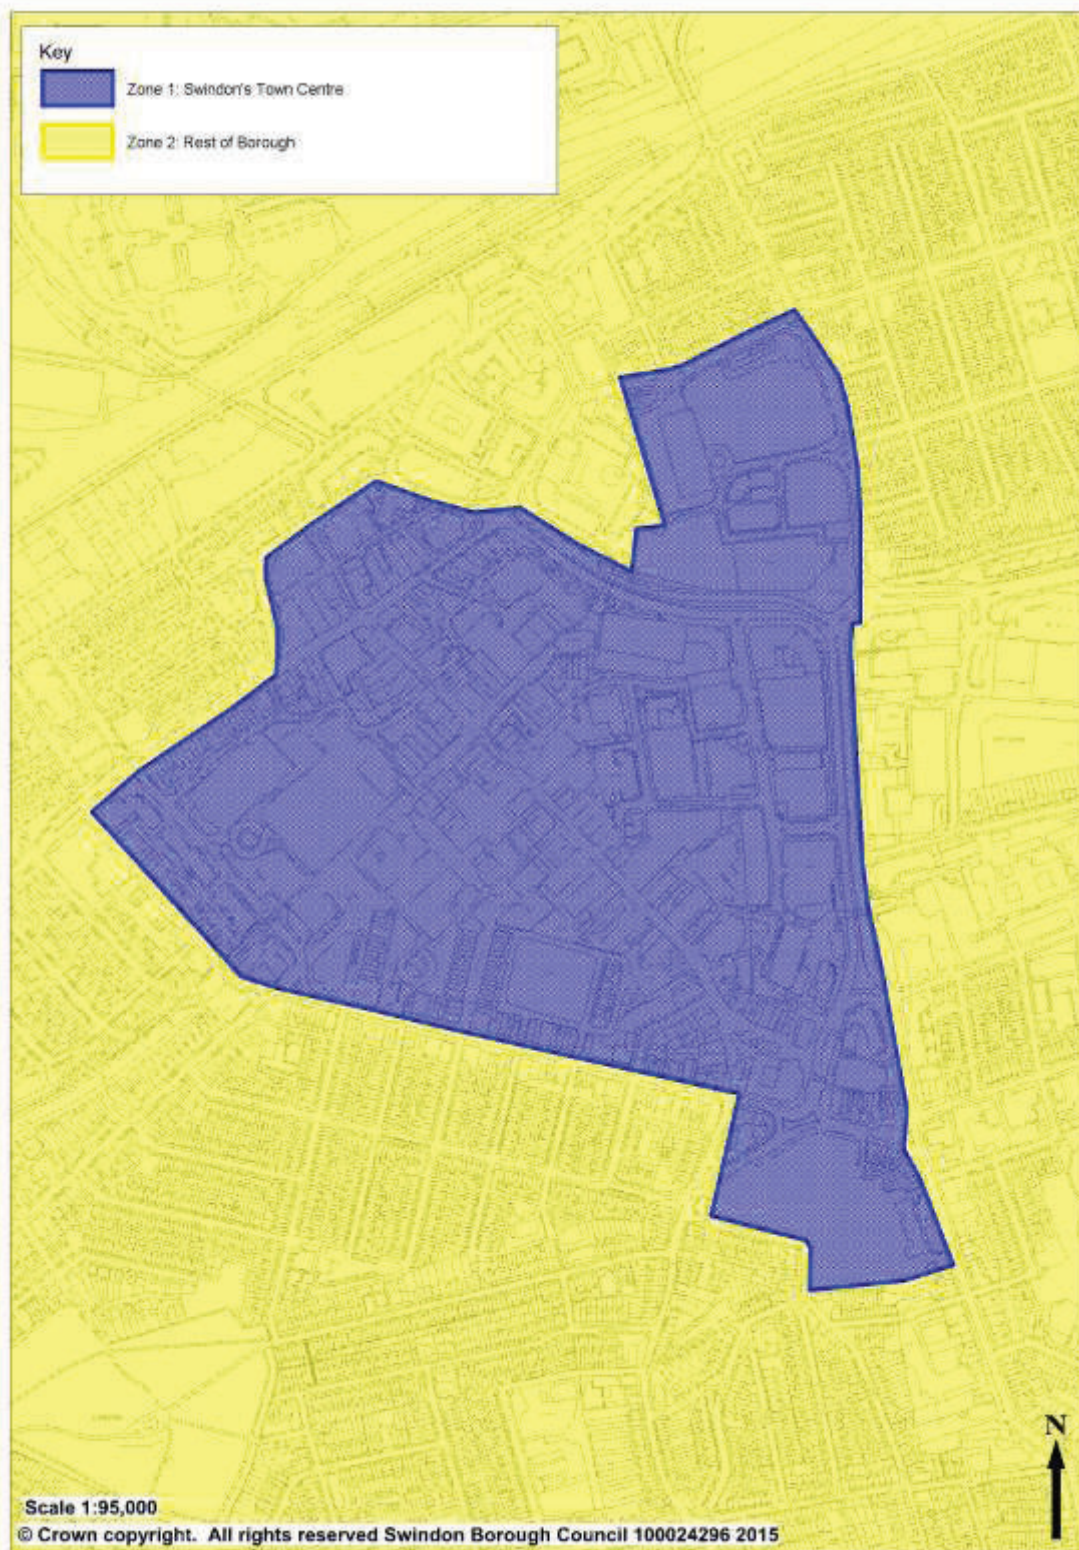 Key
Zone 1: Swindon's Town Centre
Zone 2: Rest of Borough
N
Scale 1:95,000
© Crown copyright. All rights reserved Swindon Borough Council 100024296 2015